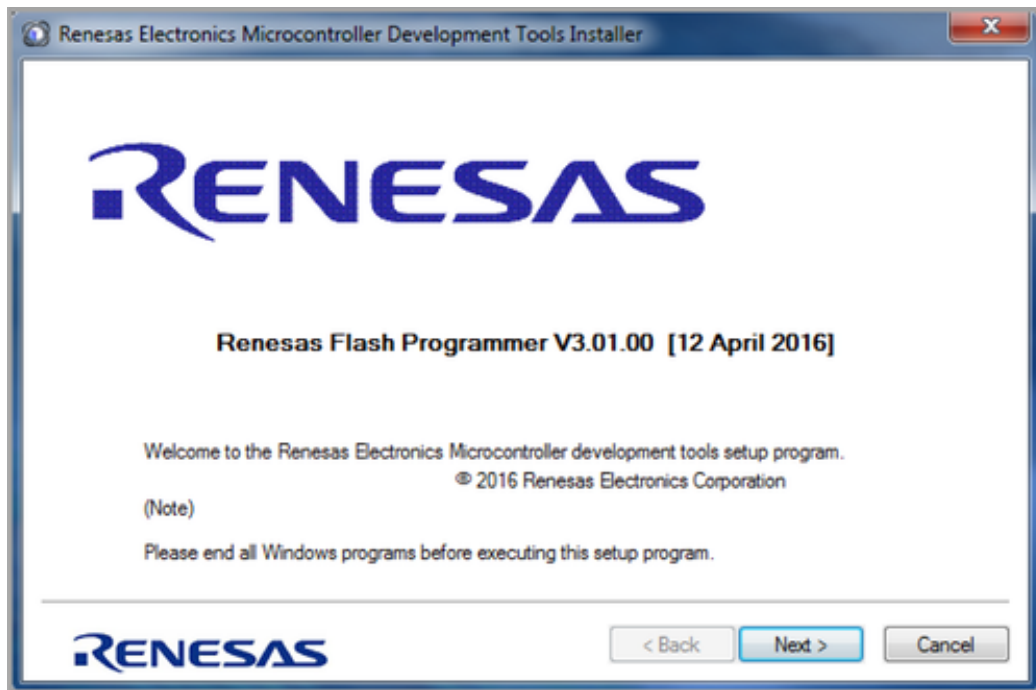 Renesas Electronics Microcontroller Development Tools Installer
RENESAS
Renesas Flash Programmer V3.01.00 [12 April 2016]
Welcome to the Renesas Electronics Microcontroller development tools setup program.
© 2016 Renesas Electronics Corporation
(Note)
Please end all Windows programs before executing this setup program.
RENESAS
< Back
Next >
Cancel